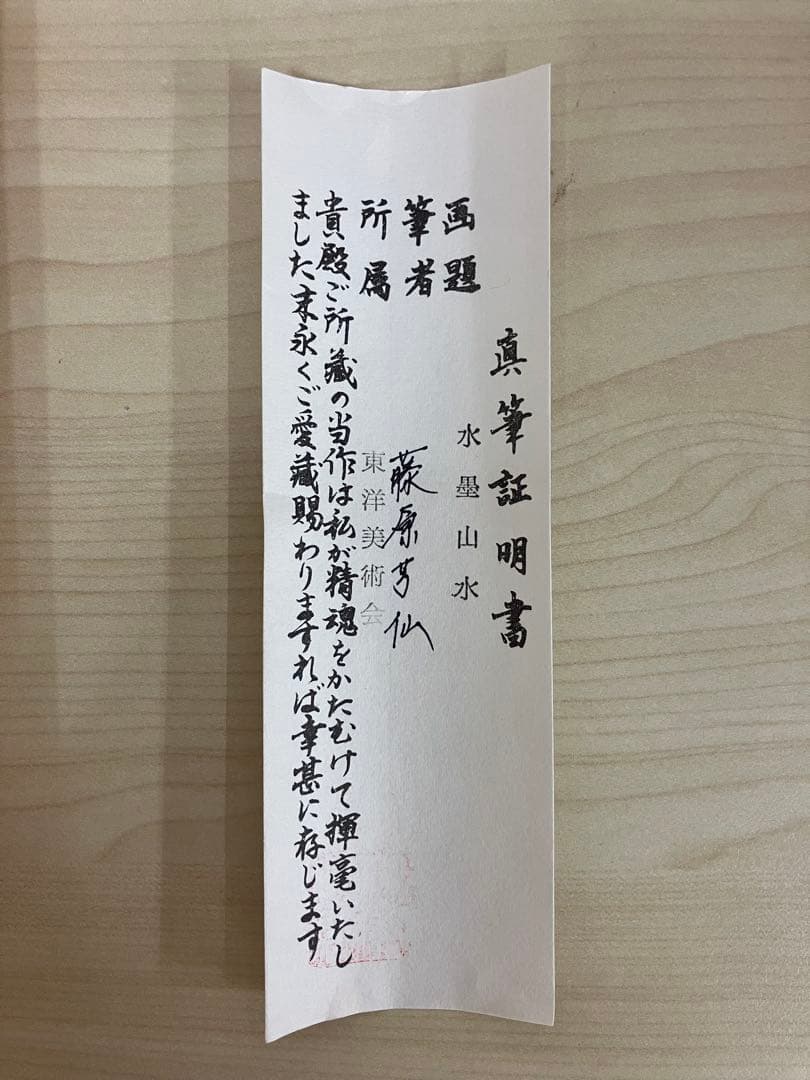 真筆証明書
画題 水墨山水
筆者 藤原芳仙
所属 東洋美術会
貴殿ご所蔵の当作は私が精魂をかたむけて揮毫いたし
ました末永くご愛蔵賜わりますれば幸甚に存じます